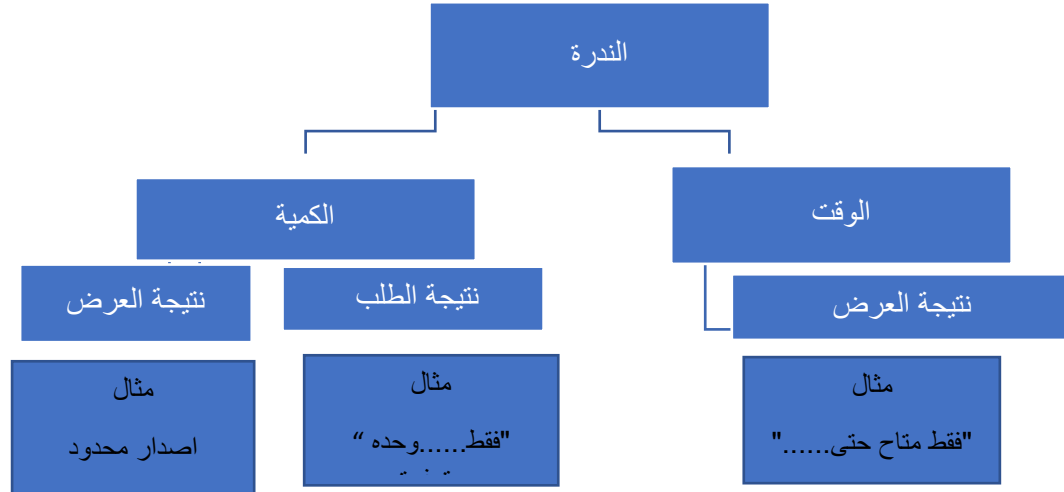 الندرة
الوقت
الكمية
نتيجة العرض
نتيجة الطلب
نتيجة العرض
مثال
"فقط متاح حتى......"
مثال
"فقط......وحده “
مثال
اصدار محدود